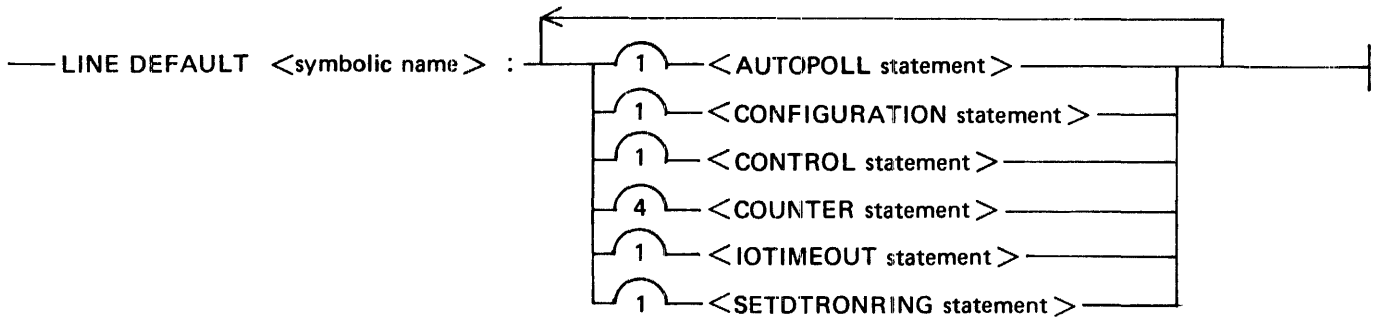 LINE DEFAULT <symbolic name> : 1 <AUTOPOLL statement>
1 <CONFIGURATION statement>
1 <CONTROL statement>
4 <COUNTER statement>
1 <IOTIMEOUT statement>
1 <SETDTRONRING statement>